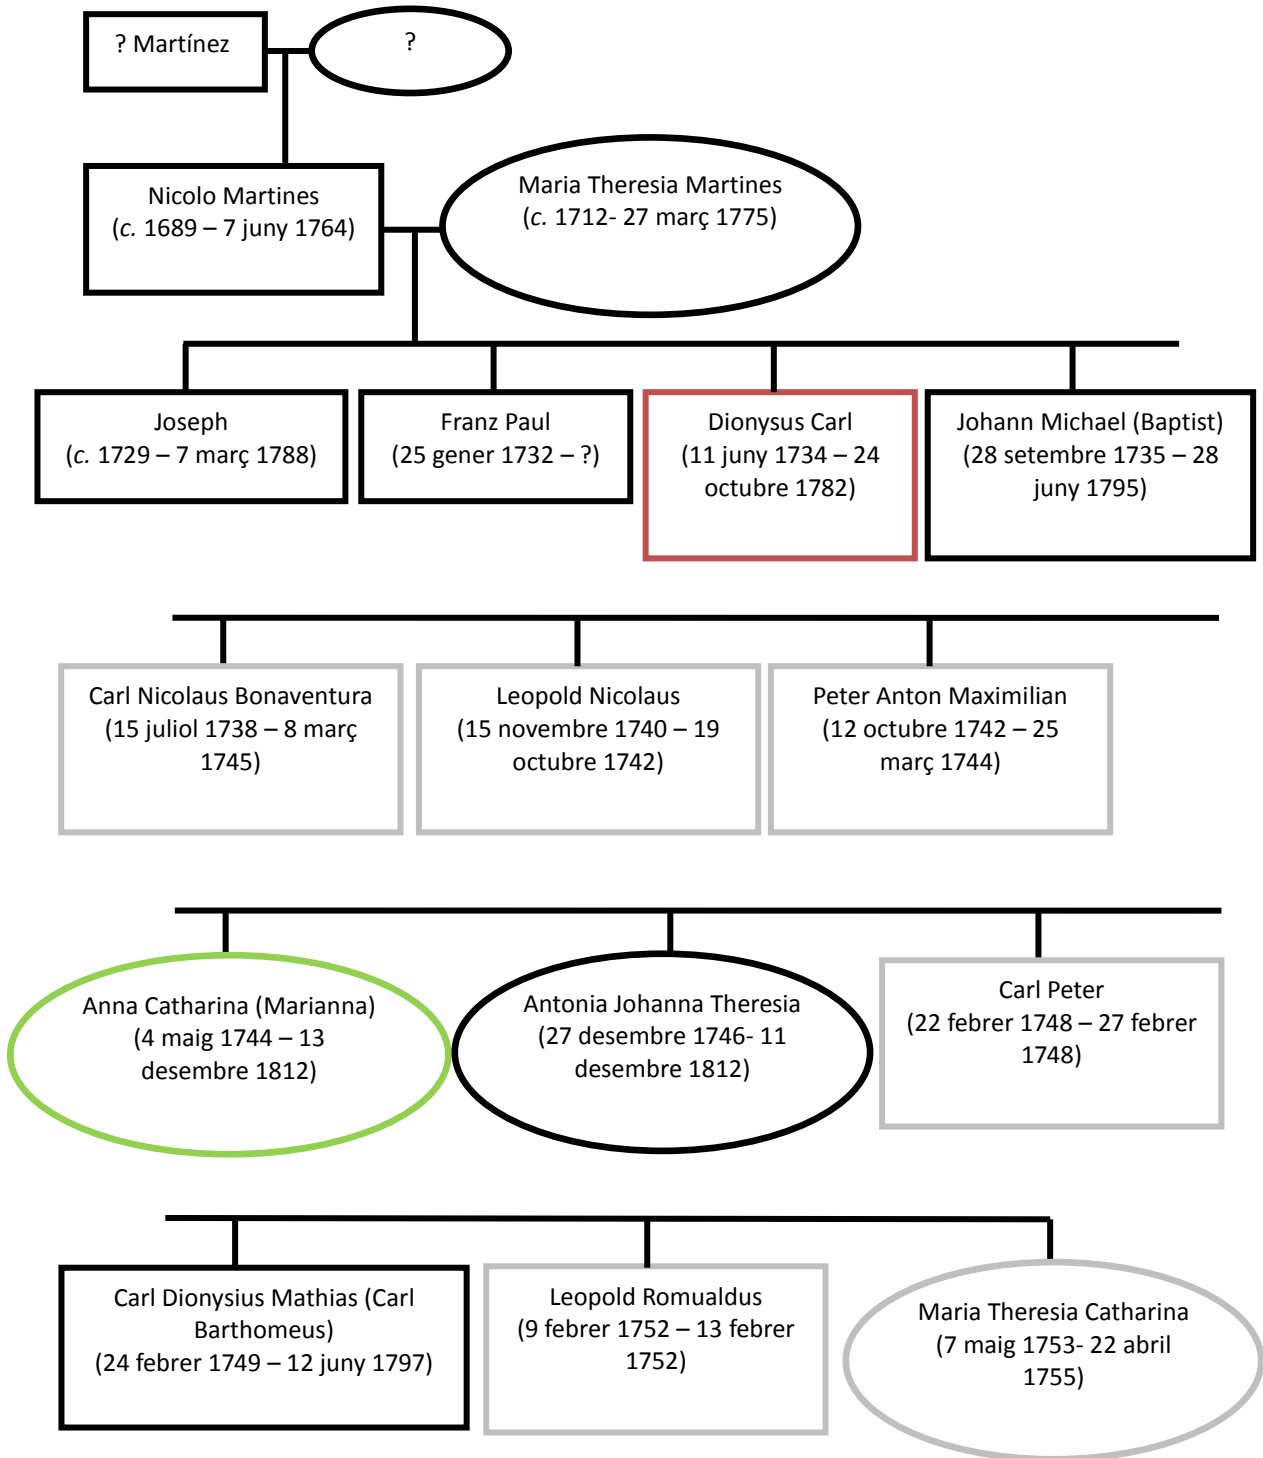 ? Martínez
?
Nicolo Martines
(c. 1689 – 7 juny 1764)
Maria Theresia Martines
(c. 1712- 27 març 1775)
Joseph
(c. 1729 – 7 març 1788)
Franz Paul
(25 gener 1732 – ?)
Dionysus Carl
(11 juny 1734 – 24
octubre 1782)
Johann Michael (Baptist)
(28 setembre 1735 – 28
juny 1795)
Carl Nicolaus Bonaventura
(15 juliol 1738 – 8 març
1745)
Leopold Nicolaus
(15 novembre 1740 – 19
octubre 1742)
Peter Anton Maximilian
(12 octubre 1742 – 25
març 1744)
Anna Catharina (Marianna)
(4 maig 1744 – 13
desembre 1812)
Antonia Johanna Theresia
(27 desembre 1746- 11
desembre 1812)
Carl Peter
(22 febrer 1748 – 27 febrer
1748)
Carl Dionysius Mathias (Carl
Barthomeus)
(24 febrer 1749 – 12 juny 1797)
Leopold Romualdus
(9 febrer 1752 – 13 febrer
1752)
Maria Theresia Catharina
(7 maig 1753- 22 abril
1755)